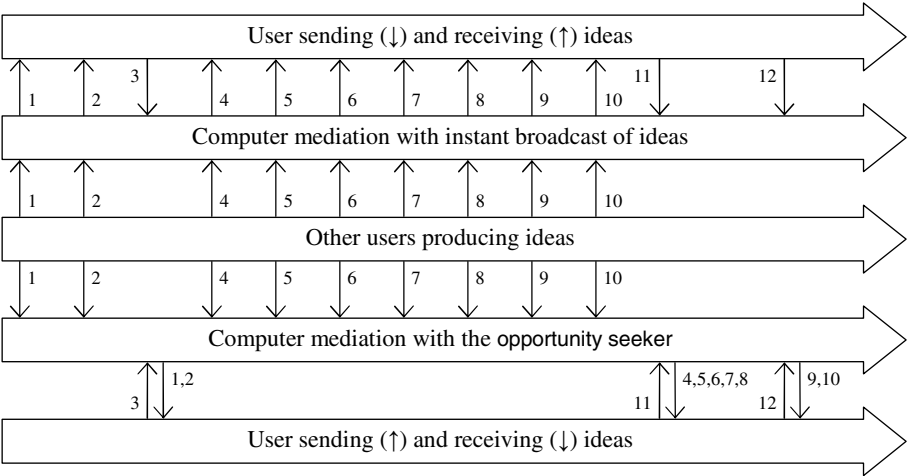 User sending (↓) and receiving (↑) ideas
1 2 3 4 5 6 7 8 9 10 11 12
Computer mediation with instant broadcast of ideas
1 2 4 5 6 7 8 9 10
Other users producing ideas
1 2 4 5 6 7 8 9 10
Computer mediation with the opportunity seeker
3 1,2 11 4,5,6,7,8 12 9,10
User sending (↑) and receiving (↓) ideas